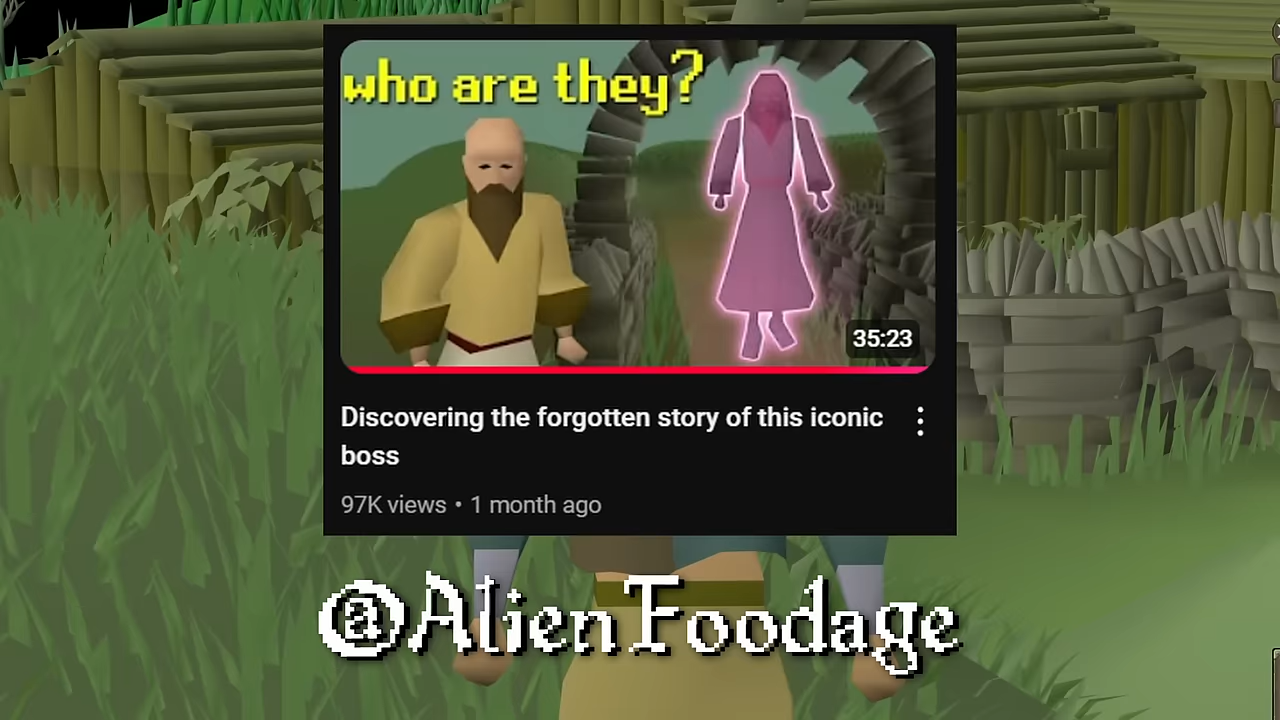 who are they?
35:23
Discovering the forgotten story of this iconic
boss
97K views • 1 month ago
@AlienFoodage